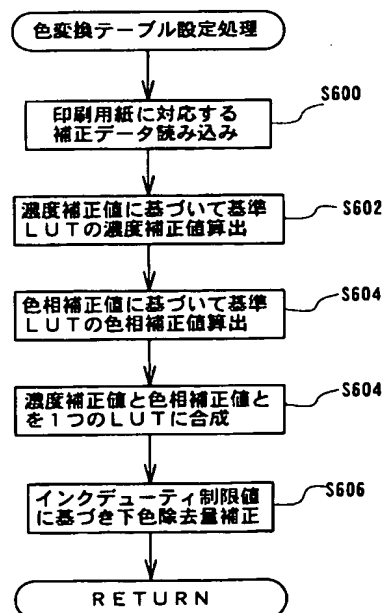 色変換テーブル設定処理
S600
印刷用紙に対応する
補正データ読み込み
S602
濃度補正値に基づいて基準
LUTの濃度補正値算出
S604
色相補正値に基づいて基準
LUTの色相補正値算出
S604
濃度補正値と色相補正値と
を1つのLUTに合成
S606
インクデューティ制限値
に基づき下色除去量補正
RETURN